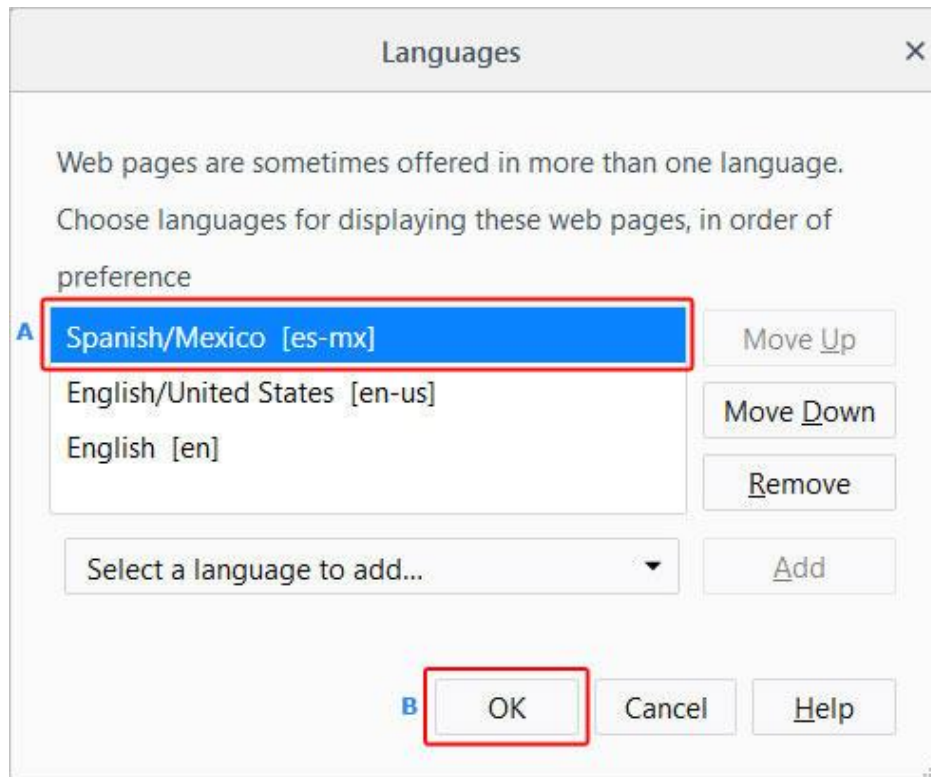 Languages
Web pages are sometimes offered in more than one language.
Choose languages for displaying these web pages, in order of
preference
A
Spanish/Mexico [es-mx]
Move Up
English/United States [en-us]
Move Down
English [en]
Remove
Select a language to add...
Add
B
OK
Cancel
Help